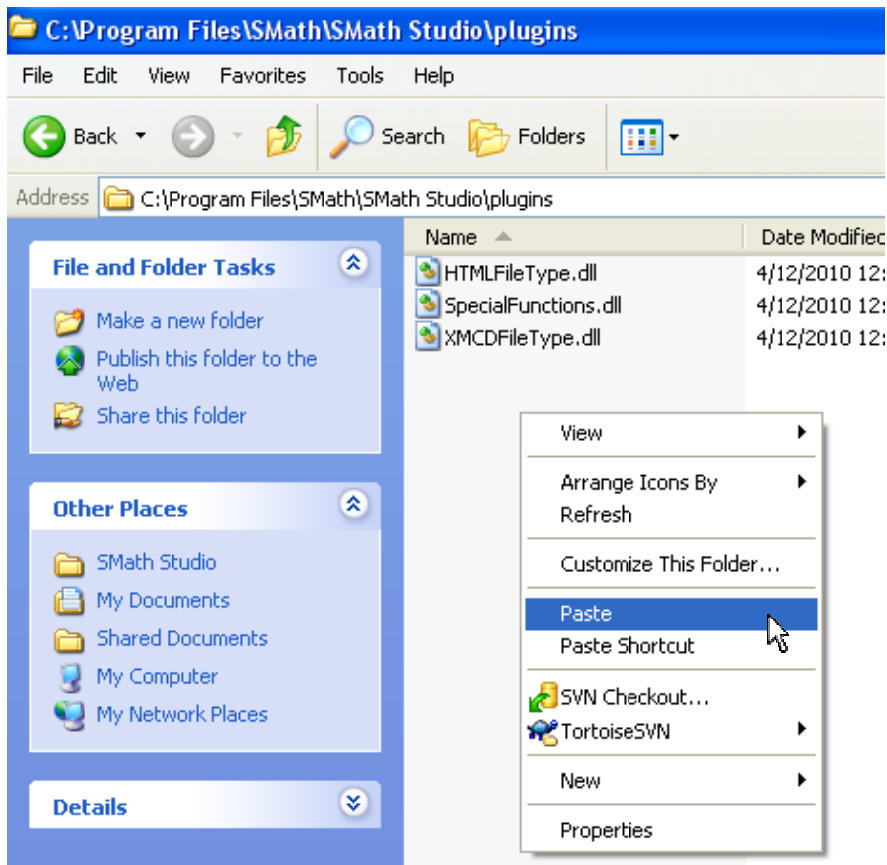 C:\Program Files\SMath\SMath Studio\plugins
File Edit View Favorites Tools Help
Back Search Folders
Address C:\Program Files\SMath\SMath Studio\plugins
Name Date Modified
File and Folder Tasks
Make a new folder
Publish this folder to the
Web
Share this folder
HTMLFileType.dll 4/12/2010 12:
SpecialFunctions.dll 4/12/2010 12:
XMCDFileType.dll 4/12/2010 12:
Other Places
SMath Studio
My Documents
Shared Documents
My Computer
My Network Places
Details
View
Arrange Icons By
Refresh
Customize This Folder...
Paste
Paste Shortcut
SVN Checkout...
TortoiseSVN
New
Properties